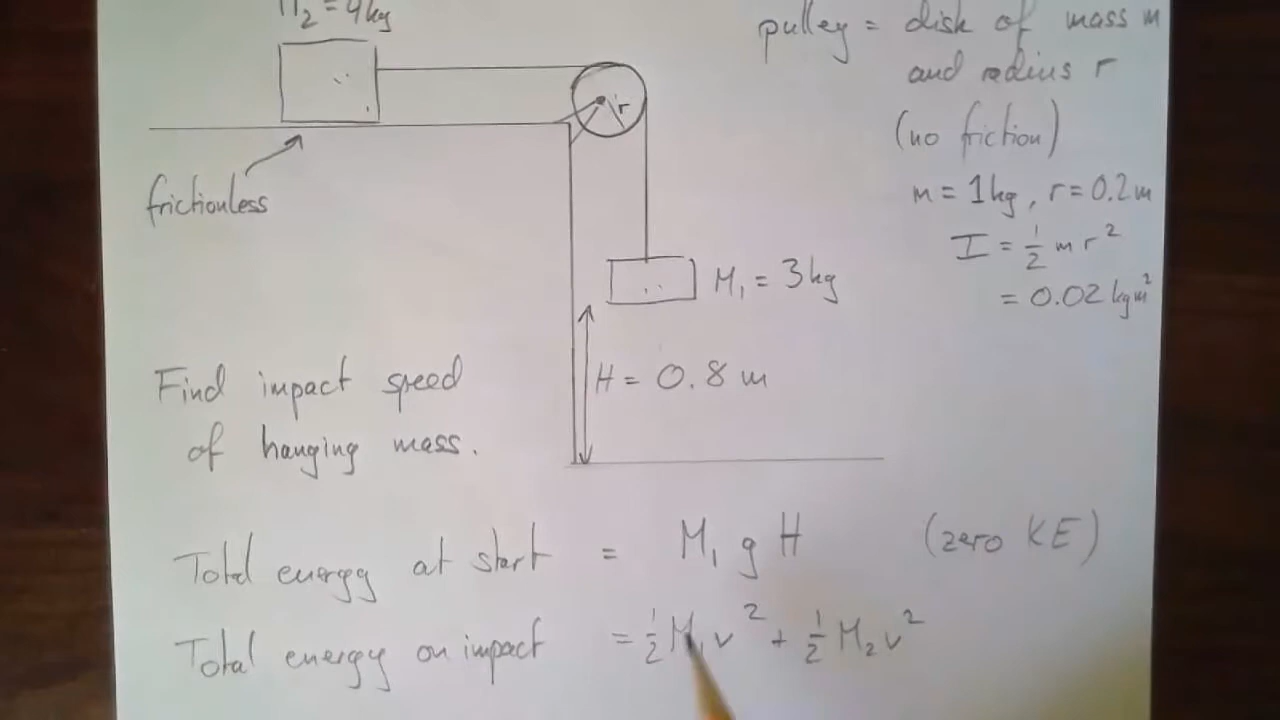 M₂ = 4kg
pulley = disk of mass m
and radius r
(no friction)
m = 1kg, r = 0.2m
I = ½ m r²
= 0.02 kgm²
r
frictionless
M₁ = 3kg
H = 0.8 m
Find impact speed
of hanging mass.
Total energy at start = M₁ g H (zero KE)
Total energy on impact = ½ M₁ v² + ½ M₂ v²